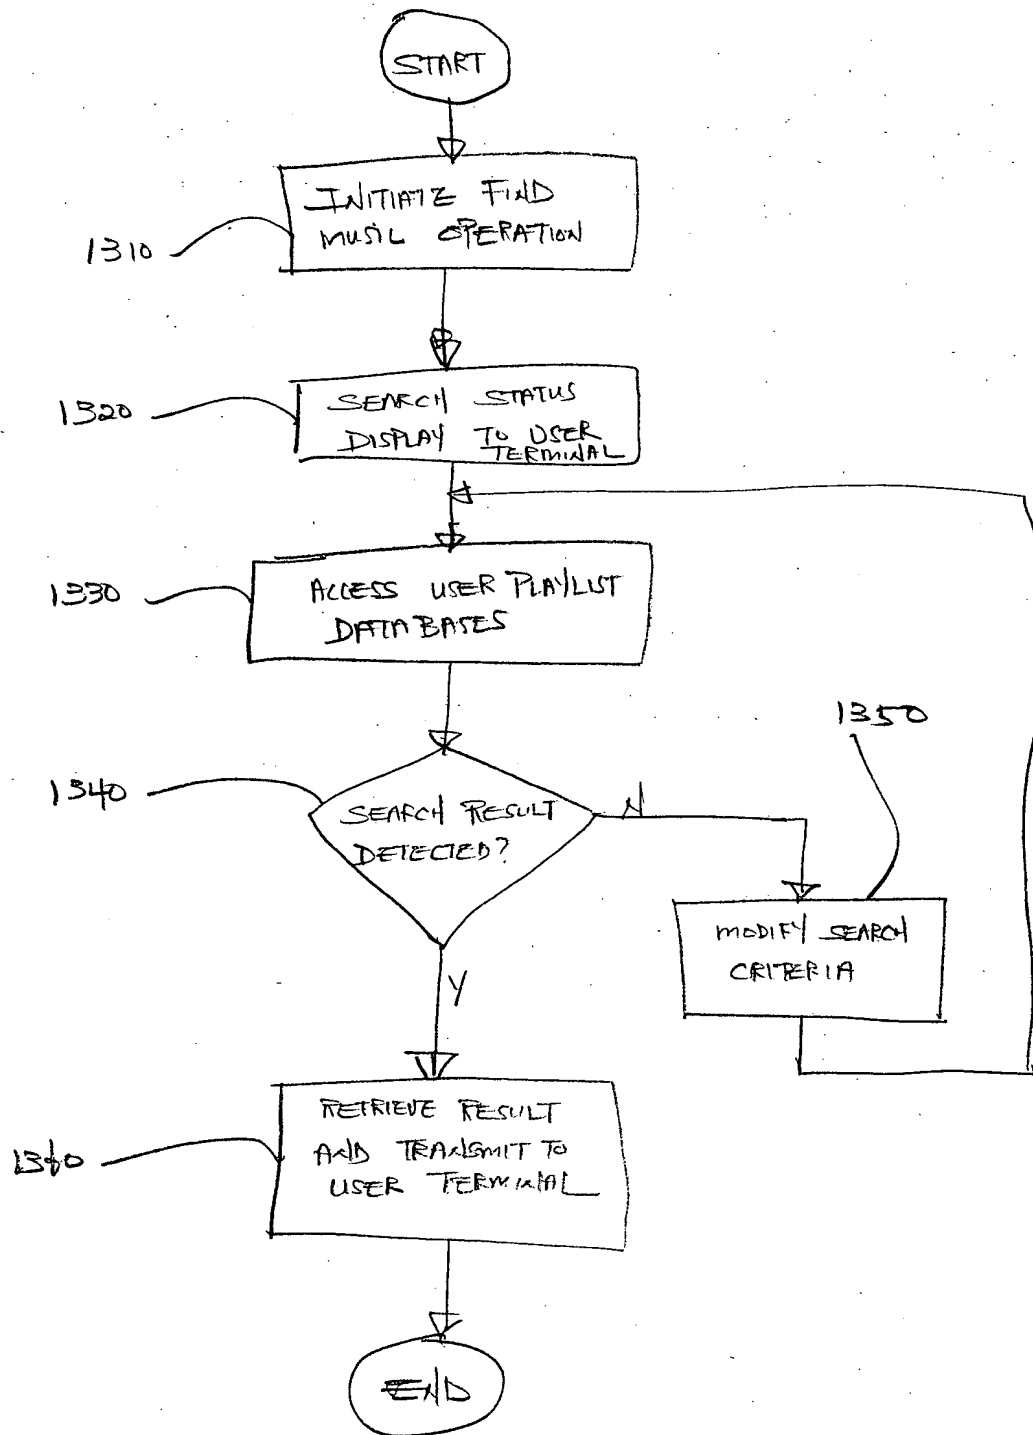 START
INITIATE FIND
MUSIC OPERATION
1310
SEARCH STATUS
DISPLAY TO USER
TERMINAL
1320
ACCESS USER PLAYLIST
DATABASES
1330
1350
SEARCH RESULT
DETECTED?
1340
N
MODIFY SEARCH
CRITERIA
Y
RETRIEVE RESULT
AND TRANSMIT TO
USER TERMINAL
1360
END